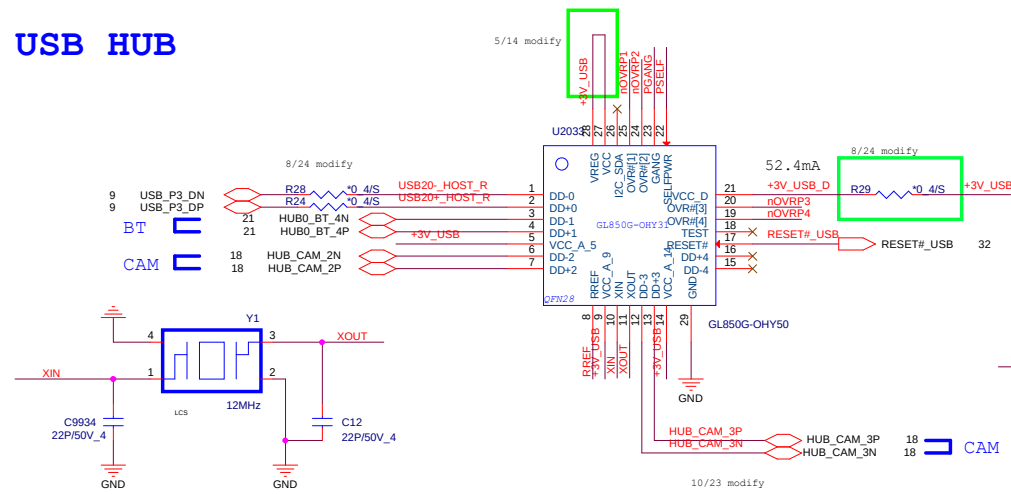 USB HUB
5/14 modify
+3V_USB
nOVRP1
nOVRP2
PGANG
PSELF
28
27
26
25
24
23
22
U2033
8/24 modify
VREG
VCC
I2C_SDA
OVR#[1]
OVR#[2]
GANG
SELFPWR
52.4mA
8/24 modify
9 USB_P3_DN R28 *0_4/S USB20-_HOST_R 1 DD-0
9 USB_P3_DP R24 *0_4/S USB20+_HOST_R 2 DD+0
BT
21 HUB0_BT_4N 3 DD-1
21 HUB0_BT_4P 4 DD+1
+3V_USB 5 VCC_A_5
CAM
18 HUB_CAM_2N 6 DD-2
18 HUB_CAM_2P 7 DD+2
GL850G-OHY31
VCC_D 21 +3V_USB_D R29 *0_4/S +3V_USB
OVR#[3] 20 nOVRP3
OVR#[4] 19 nOVRP4
TEST 18
RESET# 17 RESET#_USB RESET#_USB 32
DD+4 16
DD-4 15
RREF
VCC_A_9
XIN
XOUT
DD-3
DD+3
VCC_A_14
GND
QFN28
GL850G-OHY50
8
9
10
11
12
13
14
29
RREF
+3V_USB
XIN
XOUT
+3V_USB
GND
Y1
4
3
XOUT
XIN
1
2
LCS
12MHz
C9934
22P/50V_4
C12
22P/50V_4
GND
GND
HUB_CAM_3P HUB_CAM_3P 18
HUB_CAM_3N HUB_CAM_3N 18
CAM
10/23 modify